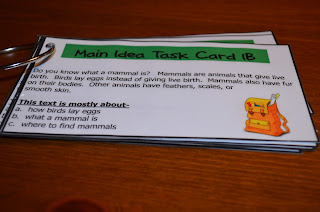 Main Idea Task Card 1B
Do you know what a mammal is? Mammals are animals that give live
birth. Birds lay eggs instead of giving live birth. Mammals also have fur
on their bodies. Other animals have feathers, scales, or
smooth skin.
This text is mostly about-
a. how birds lay eggs
b. what a mammal is
c. where to find mammals